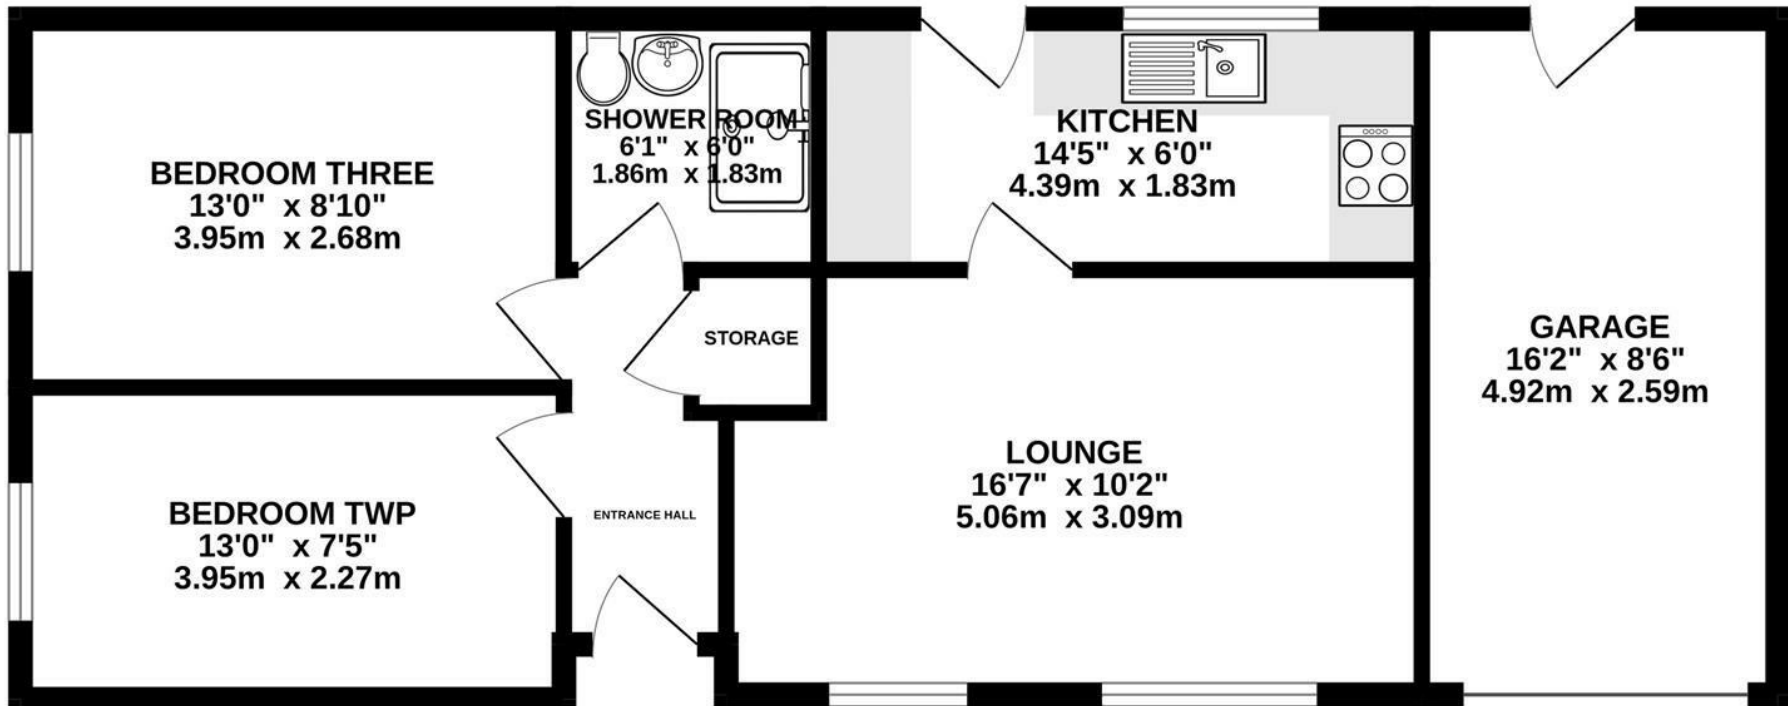 SHOWER ROOM
6'1" x 6'0"
1.86m x 1.83m
KITCHEN
14'5" x 6'0"
4.39m x 1.83m
BEDROOM THREE
13'0" x 8'10"
3.95m x 2.68m
STORAGE
GARAGE
16'2" x 8'6"
4.92m x 2.59m
LOUNGE
16'7" x 10'2"
5.06m x 3.09m
BEDROOM TWP
13'0" x 7'5"
3.95m x 2.27m
ENTRANCE HALL